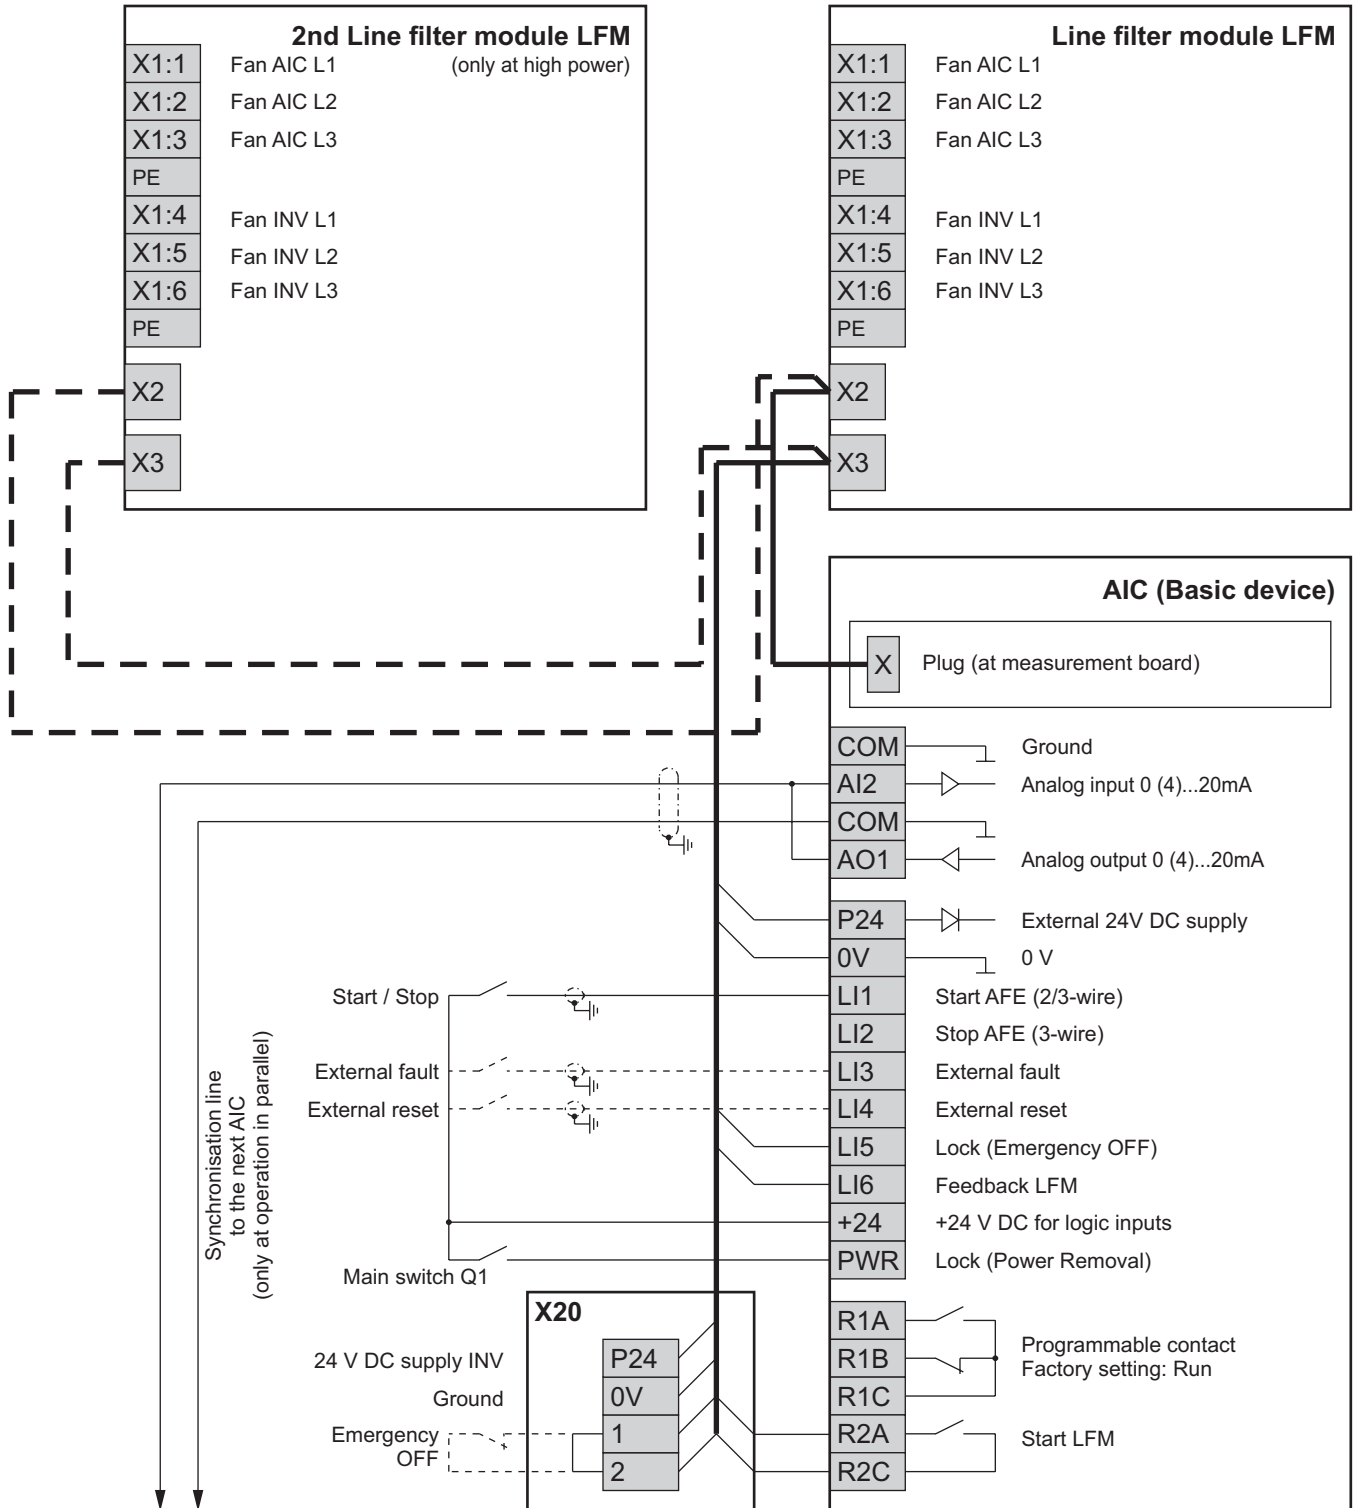 2nd Line filter module LFM
(only at high power)
X1:1 Fan AIC L1
X1:2 Fan AIC L2
X1:3 Fan AIC L3
PE
X1:4 Fan INV L1
X1:5 Fan INV L2
X1:6 Fan INV L3
PE
X2
X3
Line filter module LFM
X1:1 Fan AIC L1
X1:2 Fan AIC L2
X1:3 Fan AIC L3
PE
X1:4 Fan INV L1
X1:5 Fan INV L2
X1:6 Fan INV L3
PE
X2
X3
AIC (Basic device)
X Plug (at measurement board)
COM Ground
AI2 Analog input 0 (4)...20mA
COM
AO1 Analog output 0 (4)...20mA
P24 External 24V DC supply
0V 0 V
Start / Stop LI1 Start AFE (2/3-wire)
LI2 Stop AFE (3-wire)
External fault LI3 External fault
External reset LI4 External reset
LI5 Lock (Emergency OFF)
LI6 Feedback LFM
+24 +24 V DC for logic inputs
Main switch Q1 PWR Lock (Power Removal)
Synchronisation line
to the next AIC
(only at operation in parallel)
X20
24 V DC supply INV P24
Ground 0V
Emergency
OFF
1
2
R1A
R1B
R1C
Programmable contact
Factory setting: Run
R2A
R2C
Start LFM